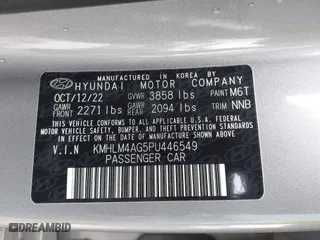 MANUFACTURED IN KOREA BY
HYUNDAI MOTOR COMPANY
OCT/12/22 GVWR 3858 lbs PAINT M6T
GAWR FRONT 2271 lbs GAWR REAR 2094 lbs TRIM NNB
THIS VEHICLE CONFORMS TO ALL APPLICABLE U.S.A. FEDERAL
MOTOR VEHICLE SAFETY, BUMPER, AND THEFT PREVENTION
STANDARDS IN EFFECT ON THE DATE OF MANUFACTURE
SHOWN ABOVE.
V.I.N KMHLM4AG5PU446549
PASSENGER CAR
DEALERSHIP.COM